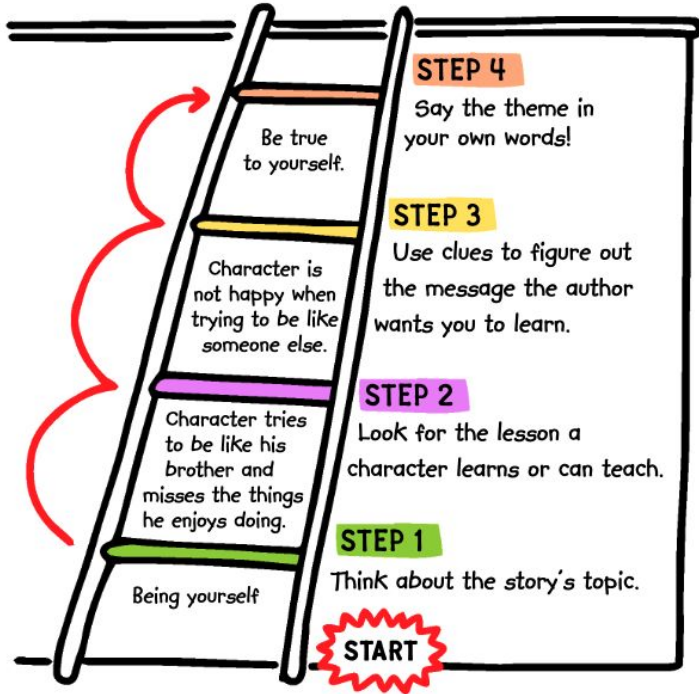 STEP 4
Say the theme in
your own words!
Be true
to yourself.
STEP 3
Use clues to figure out
the message the author
wants you to learn.
Character is
not happy when
trying to be like
someone else.
STEP 2
Look for the lesson a
character learns or can teach.
Character tries
to be like his
brother and
misses the things
he enjoys doing.
STEP 1
Think about the story's topic.
Being yourself
START